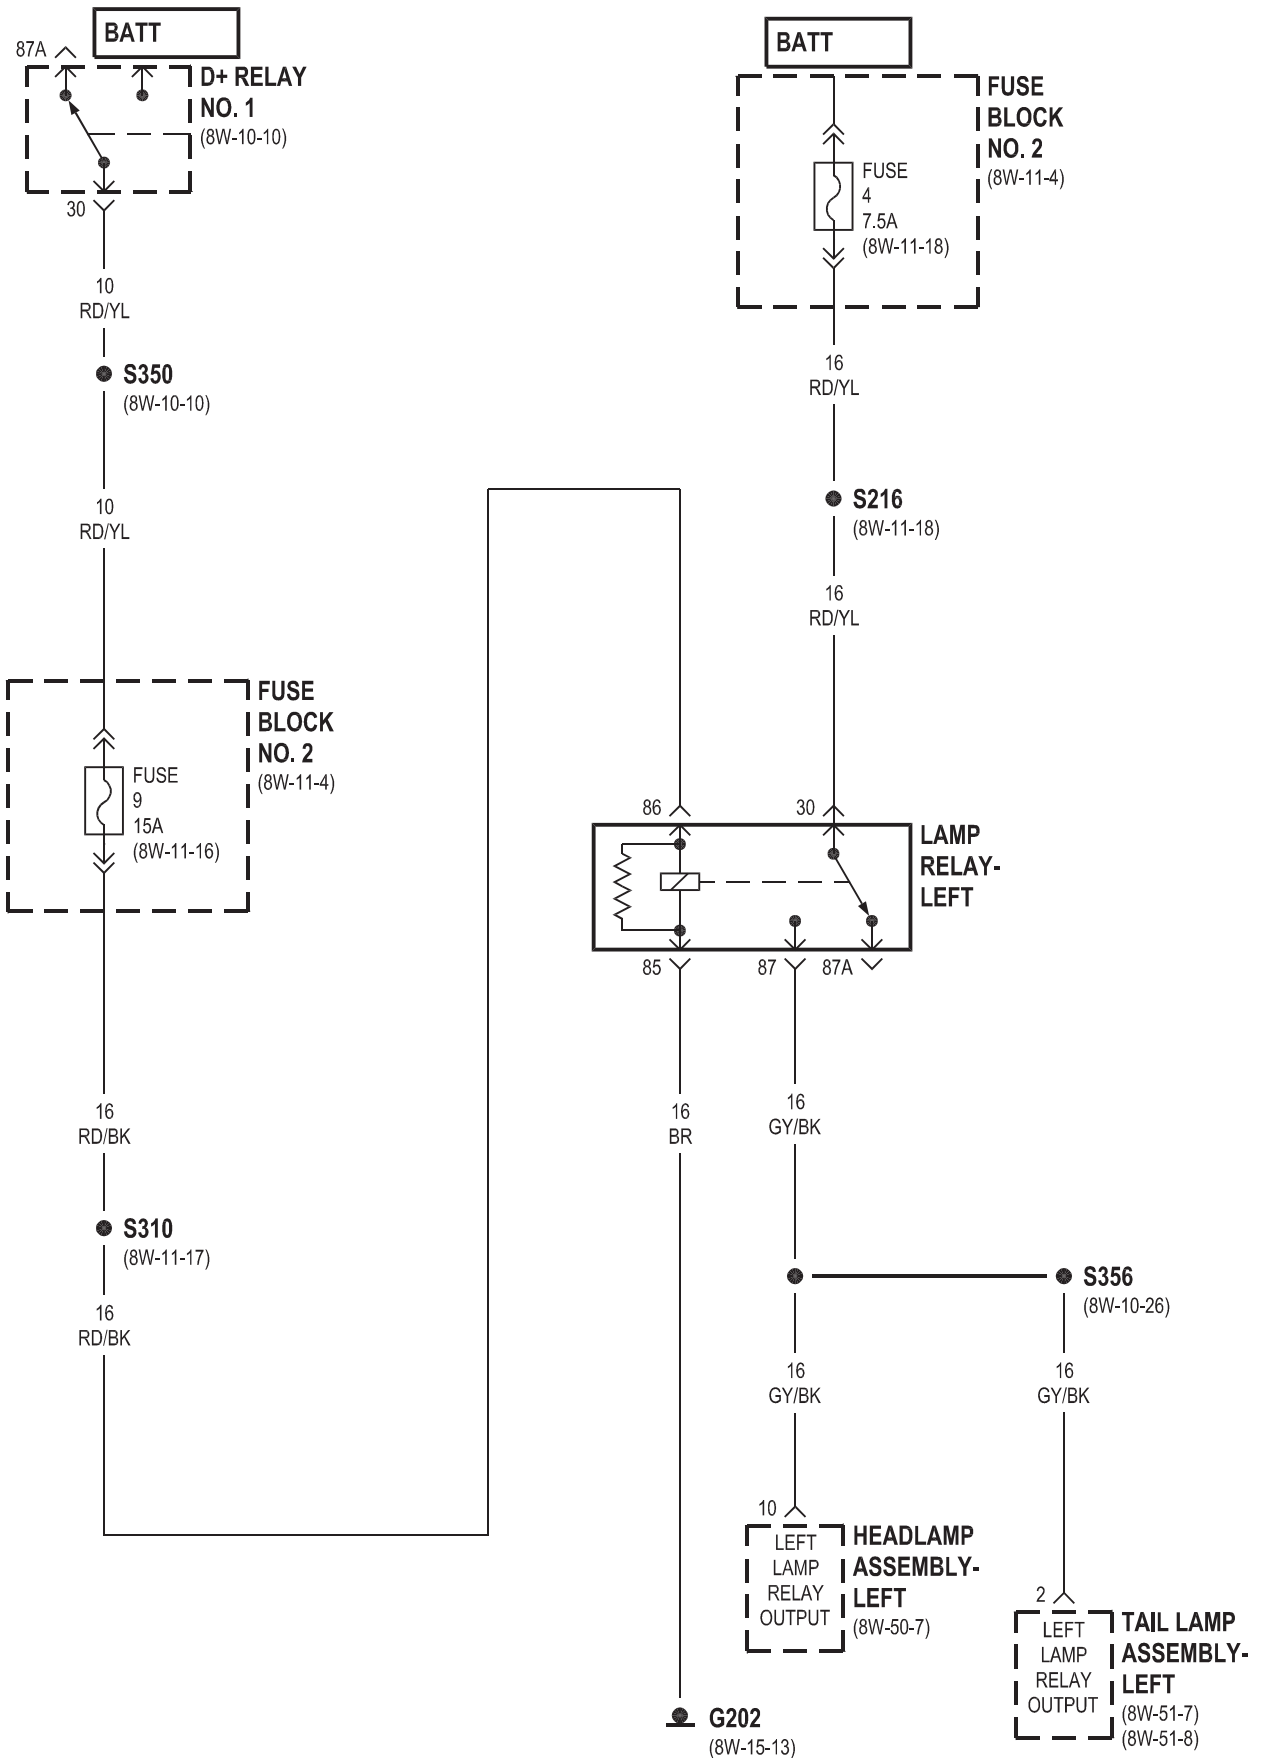 BATT
87A
D+ RELAY
NO. 1
(8W-10-10)
30
10
RD/YL
S350
(8W-10-10)
10
RD/YL
FUSE
BLOCK
NO. 2
(8W-11-4)
FUSE
9
15A
(8W-11-16)
16
RD/BK
S310
(8W-11-17)
16
RD/BK
BATT
FUSE
BLOCK
NO. 2
(8W-11-4)
FUSE
4
7.5A
(8W-11-18)
16
RD/YL
S216
(8W-11-18)
16
RD/YL
86
30
LAMP
RELAY-
LEFT
85
87
87A
16
BR
16
GY/BK
S356
(8W-10-26)
16
GY/BK
16
GY/BK
10
LEFT
LAMP
RELAY
OUTPUT
HEADLAMP
ASSEMBLY-
LEFT
(8W-50-7)
2
LEFT
LAMP
RELAY
OUTPUT
TAIL LAMP
ASSEMBLY-
LEFT
(8W-51-7)
(8W-51-8)
G202
(8W-15-13)